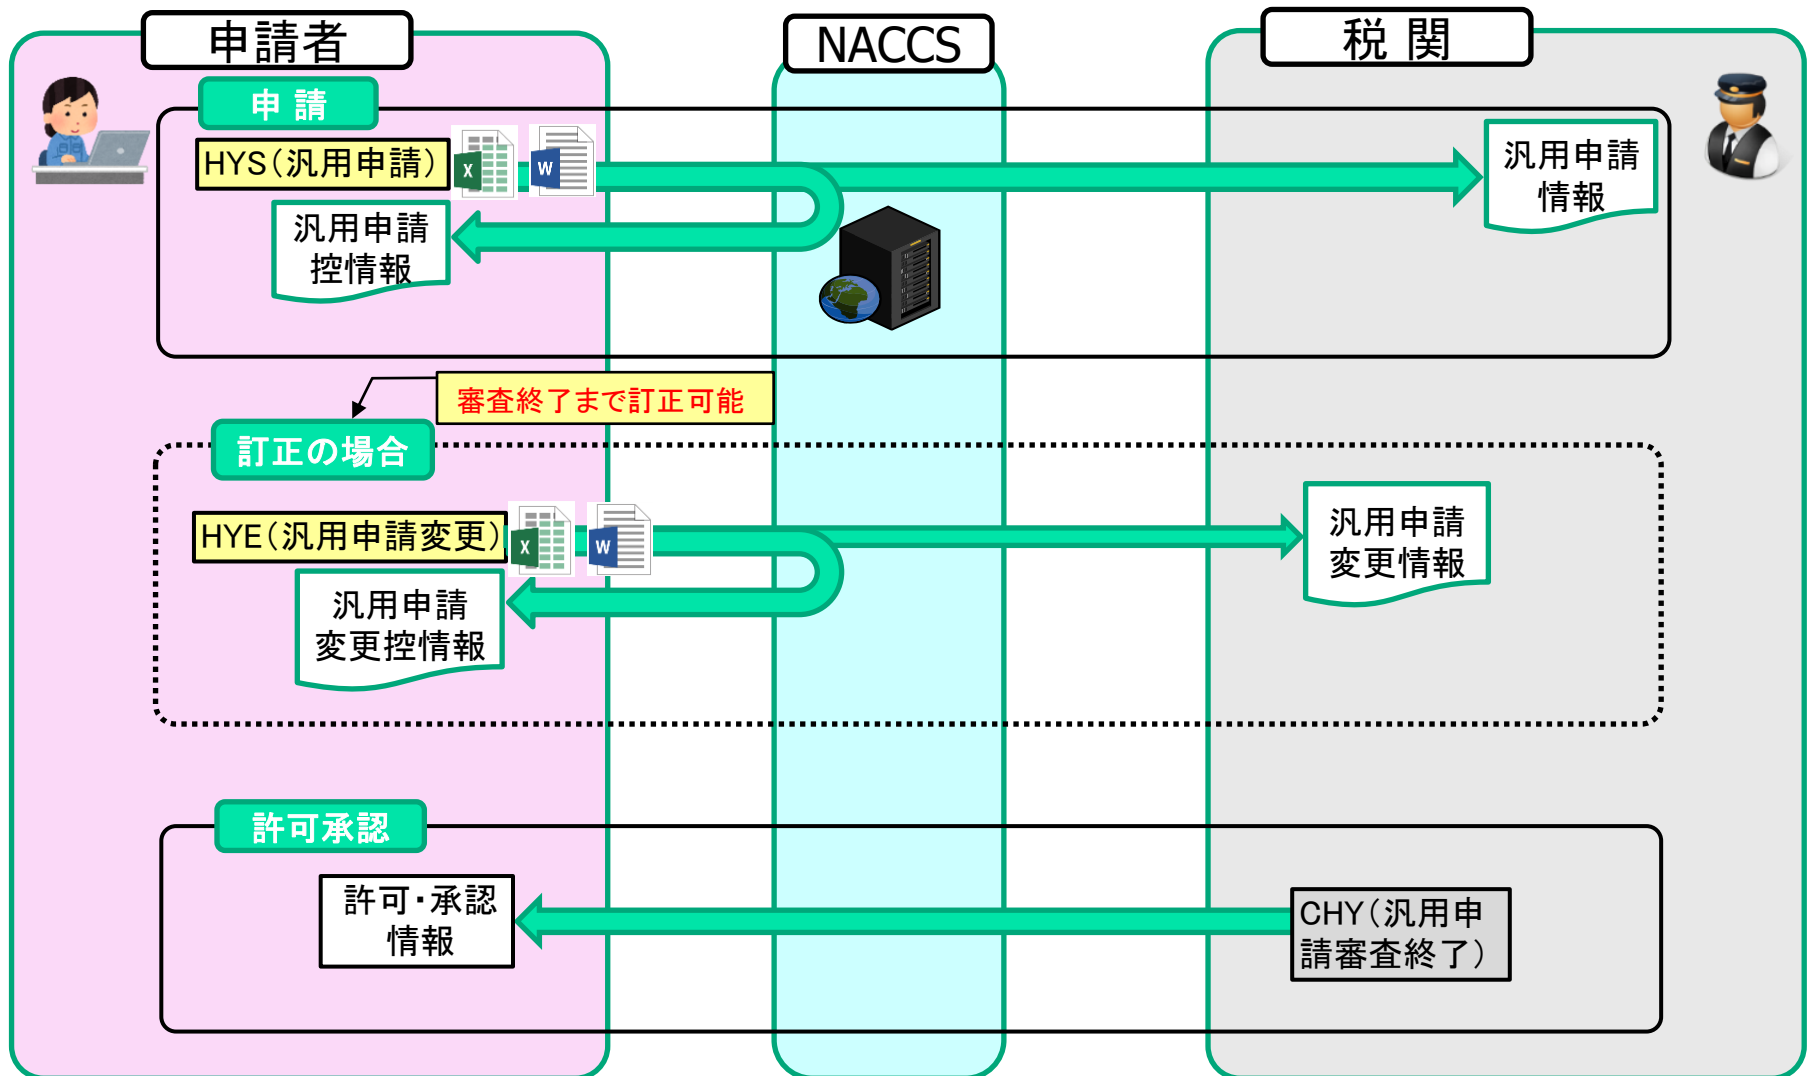 申請者
NACCS
税 関
申 請
HYS(汎用申請)
X
W
汎用申請
情報
汎用申請
控情報
審査終了まで訂正可能
訂正の場合
HYE(汎用申請変更)
X
W
汎用申請
変更情報
汎用申請
変更控情報
許可承認
許可・承認
情報
CHY(汎用申
請審査終了)